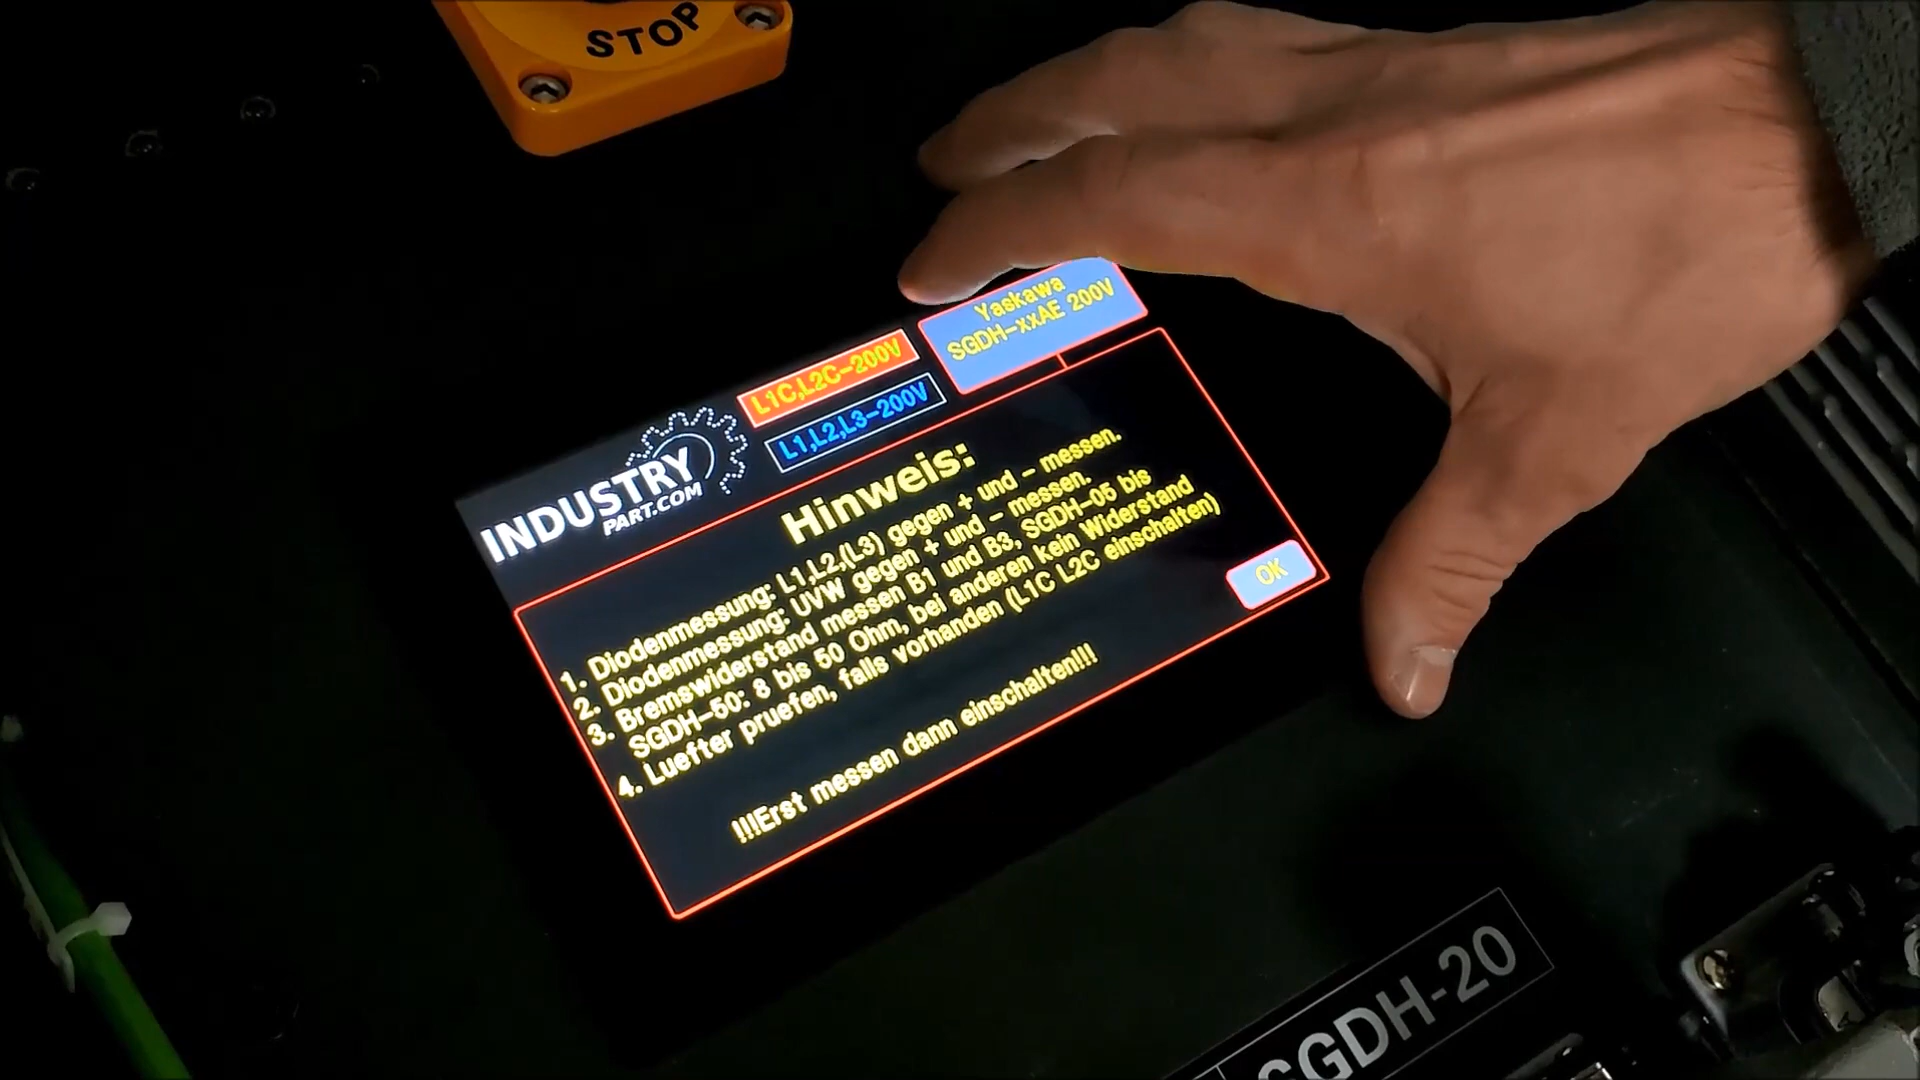 STOP
Yaskawa
SGDH-xxAE 200V
L1C,L2C-200V
L1,L2,L3-200V
INDUSTRY
PART.COM
Hinweis:
1. Diodenmessung: L1,L2,(L3) gegen + und - messen.
2. Diodenmessung: UVW gegen + und - messen.
3. Bremswiderstand messen B1 und B3, SGDH-05 bis
SGDH-50: 8 bis 50 Ohm, bei anderen kein Widerstand
4. Luefter pruefen, falls vorhanden (L1C L2C einschalten)
!!!Erst messen dann einschalten!!!
OK
SGDH-20